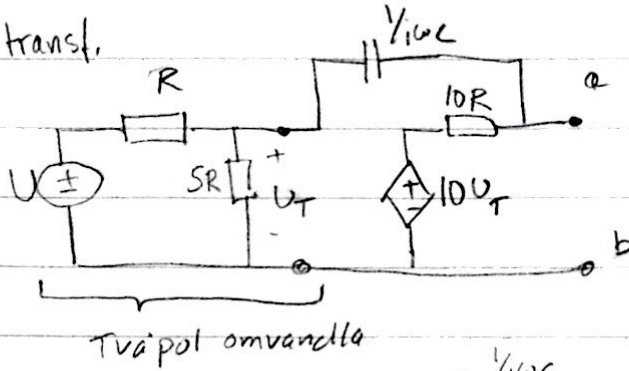 transf.
1/iωc
R
10R
a
U
±
5R
+
U_T
-
+
-
10U_T
b
Tvåpol omvandla
1/iωc